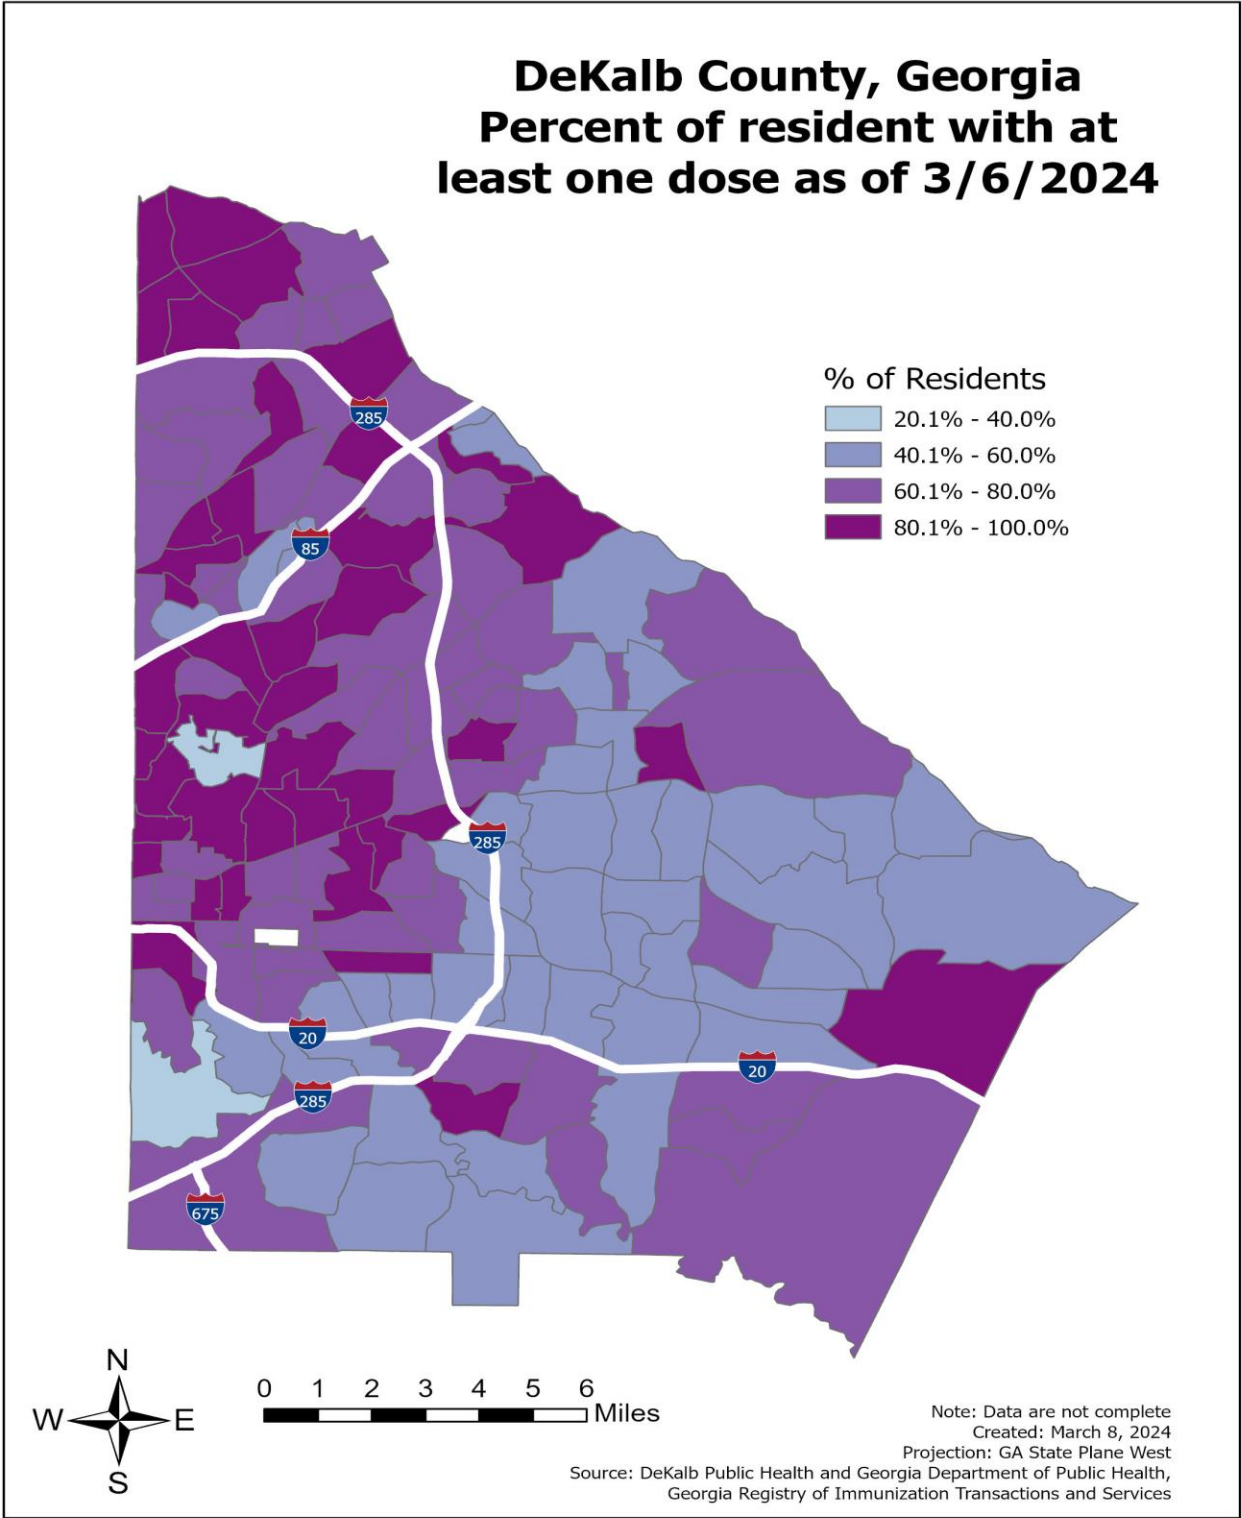 DeKalb County, Georgia
Percent of resident with at
least one dose as of 3/6/2024
% of Residents
20.1% - 40.0%
40.1% - 60.0%
60.1% - 80.0%
80.1% - 100.0%
285
85
285
20
20
285
675
N
W E
S
0 1 2 3 4 5 6
Miles
Note: Data are not complete
Created: March 8, 2024
Projection: GA State Plane West
Source: DeKalb Public Health and Georgia Department of Public Health,
Georgia Registry of Immunization Transactions and Services